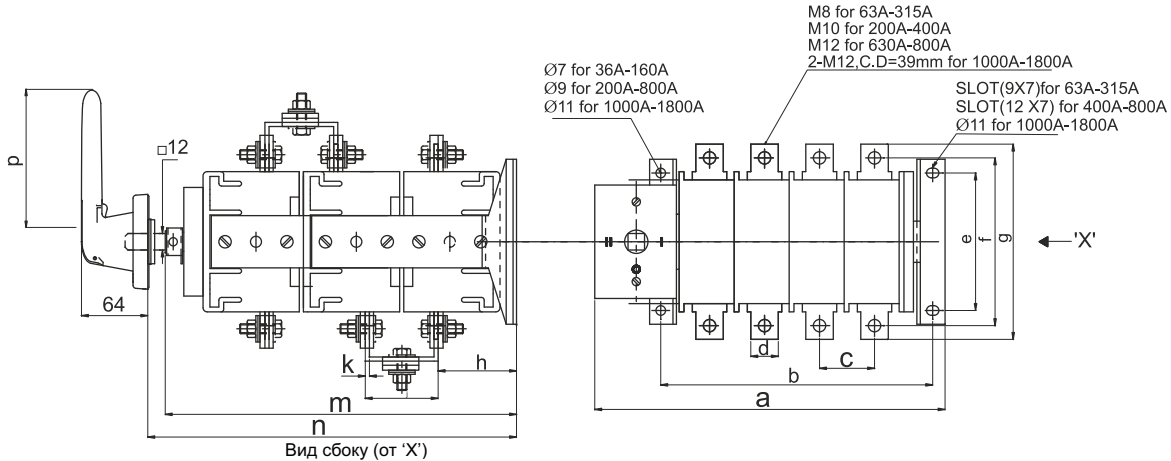 M8 for 63A-315A
M10 for 200A-400A
M12 for 630A-800A
2-M12,C.D=39mm for 1000A-1800A
Ø7 for 36A-160A
Ø9 for 200A-800A
Ø11 for 1000A-1800A
SLOT(9X7)for 63A-315A
SLOT(12 X7) for 400A-800A
Ø11 for 1000A-1800A
p
□12
64
k
h
m
n
Вид сбоку (от ‘X’)
II
I
e
f
g
'X'
d
c
b
a